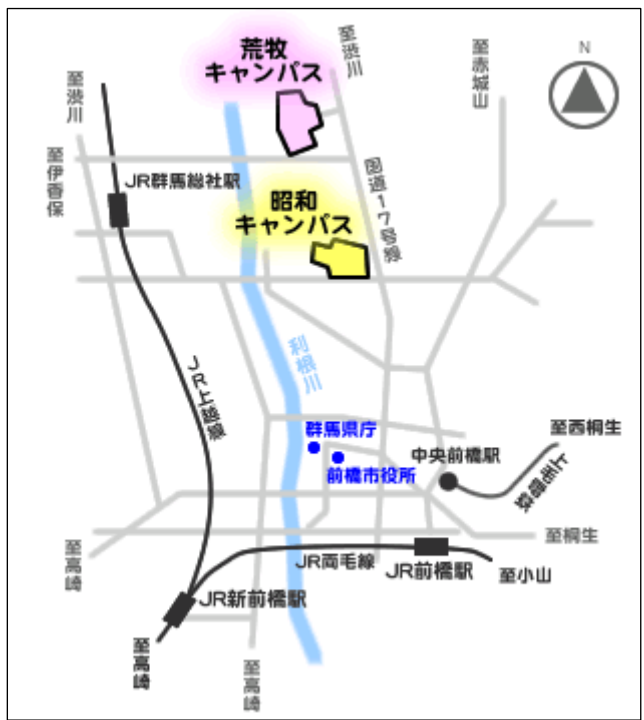 荒牧
キャンパス
至渋川
至赤城山
N
至渋川
至伊香保
JR群馬総社駅
国道17号線
昭和
キャンパス
利根川
JR上越線
群馬県庁
前橋市役所
中央前橋駅
至西桐生
上毛電鉄
至桐生
至高崎
JR両毛線
JR前橋駅
至小山
JR新前橋駅
至高崎
至高崎